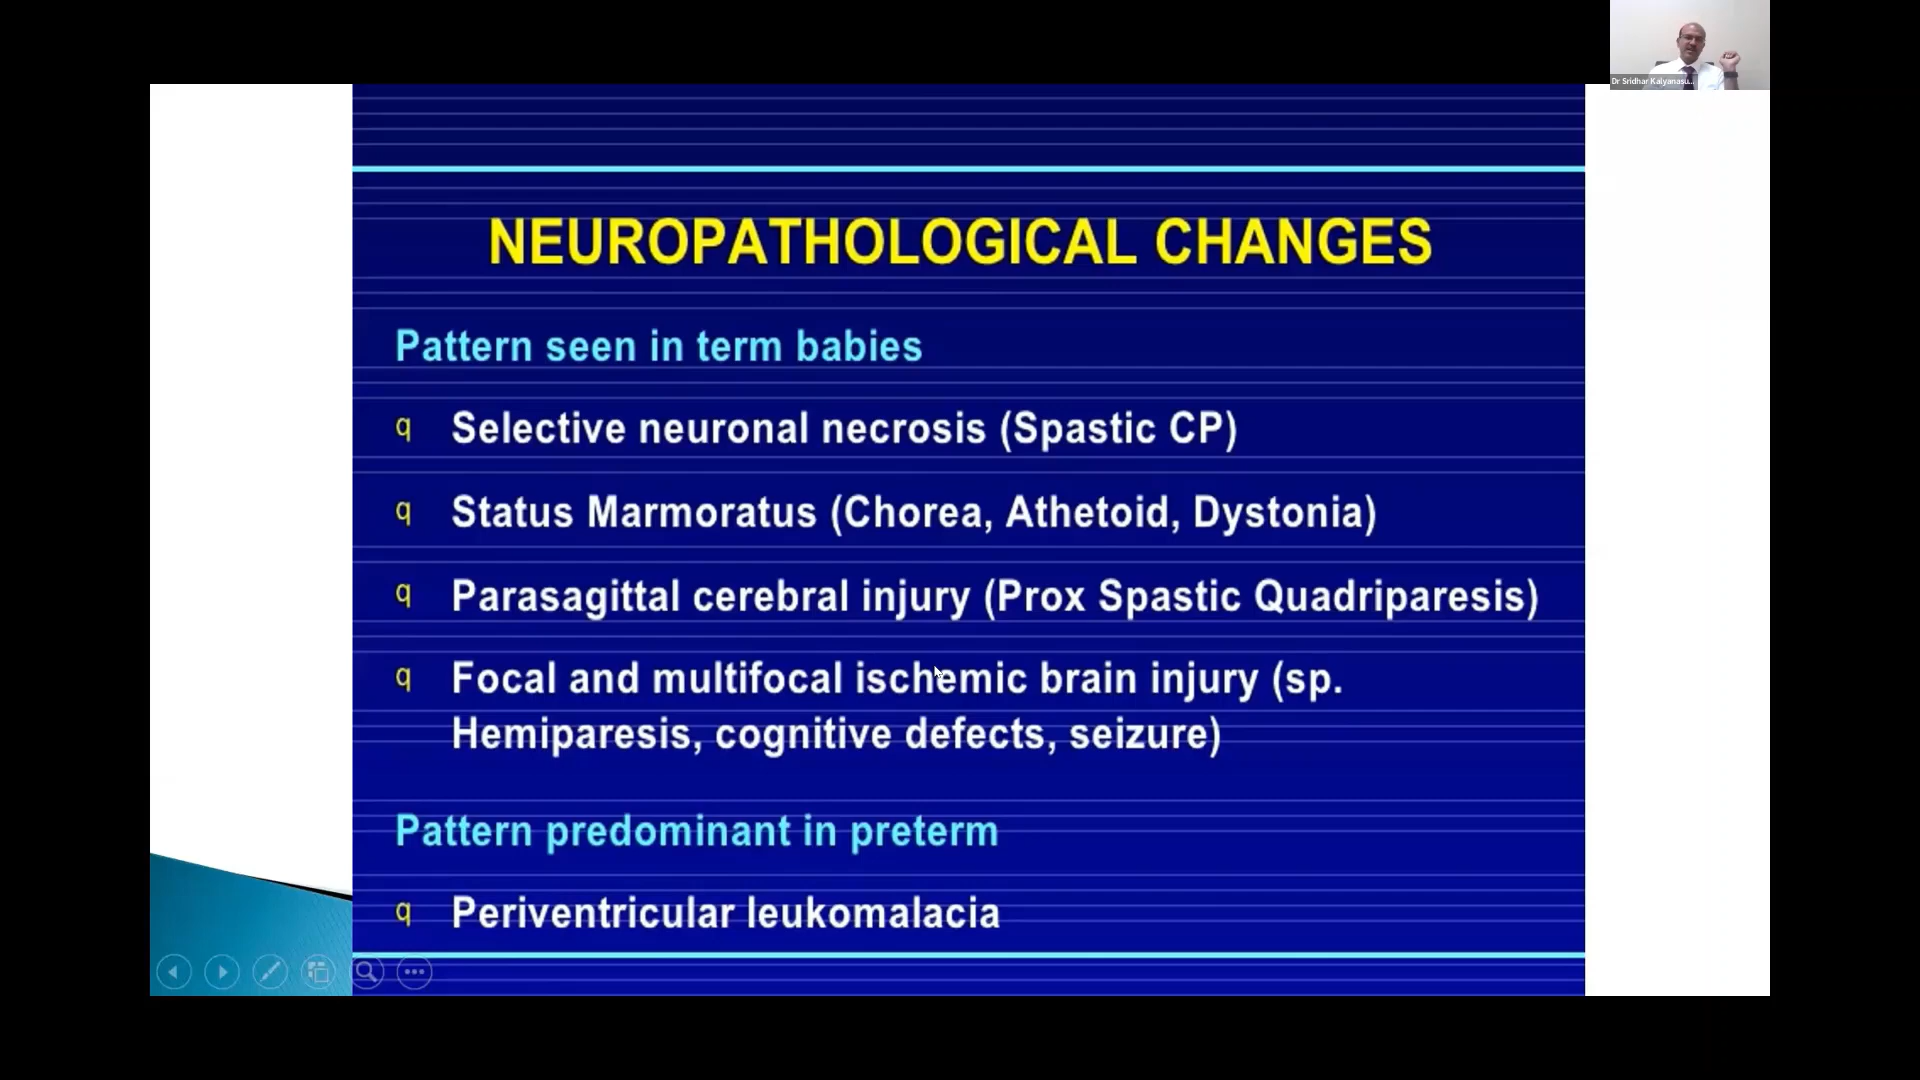 Dr Sridhar Kalyanasu...
NEUROPATHOLOGICAL CHANGES
Pattern seen in term babies
q Selective neuronal necrosis (Spastic CP)
q Status Marmoratus (Chorea, Athetoid, Dystonia)
q Parasagittal cerebral injury (Prox Spastic Quadriparesis)
q Focal and multifocal ischemic brain injury (sp.
Hemiparesis, cognitive defects, seizure)
Pattern predominant in preterm
q Periventricular leukomalacia